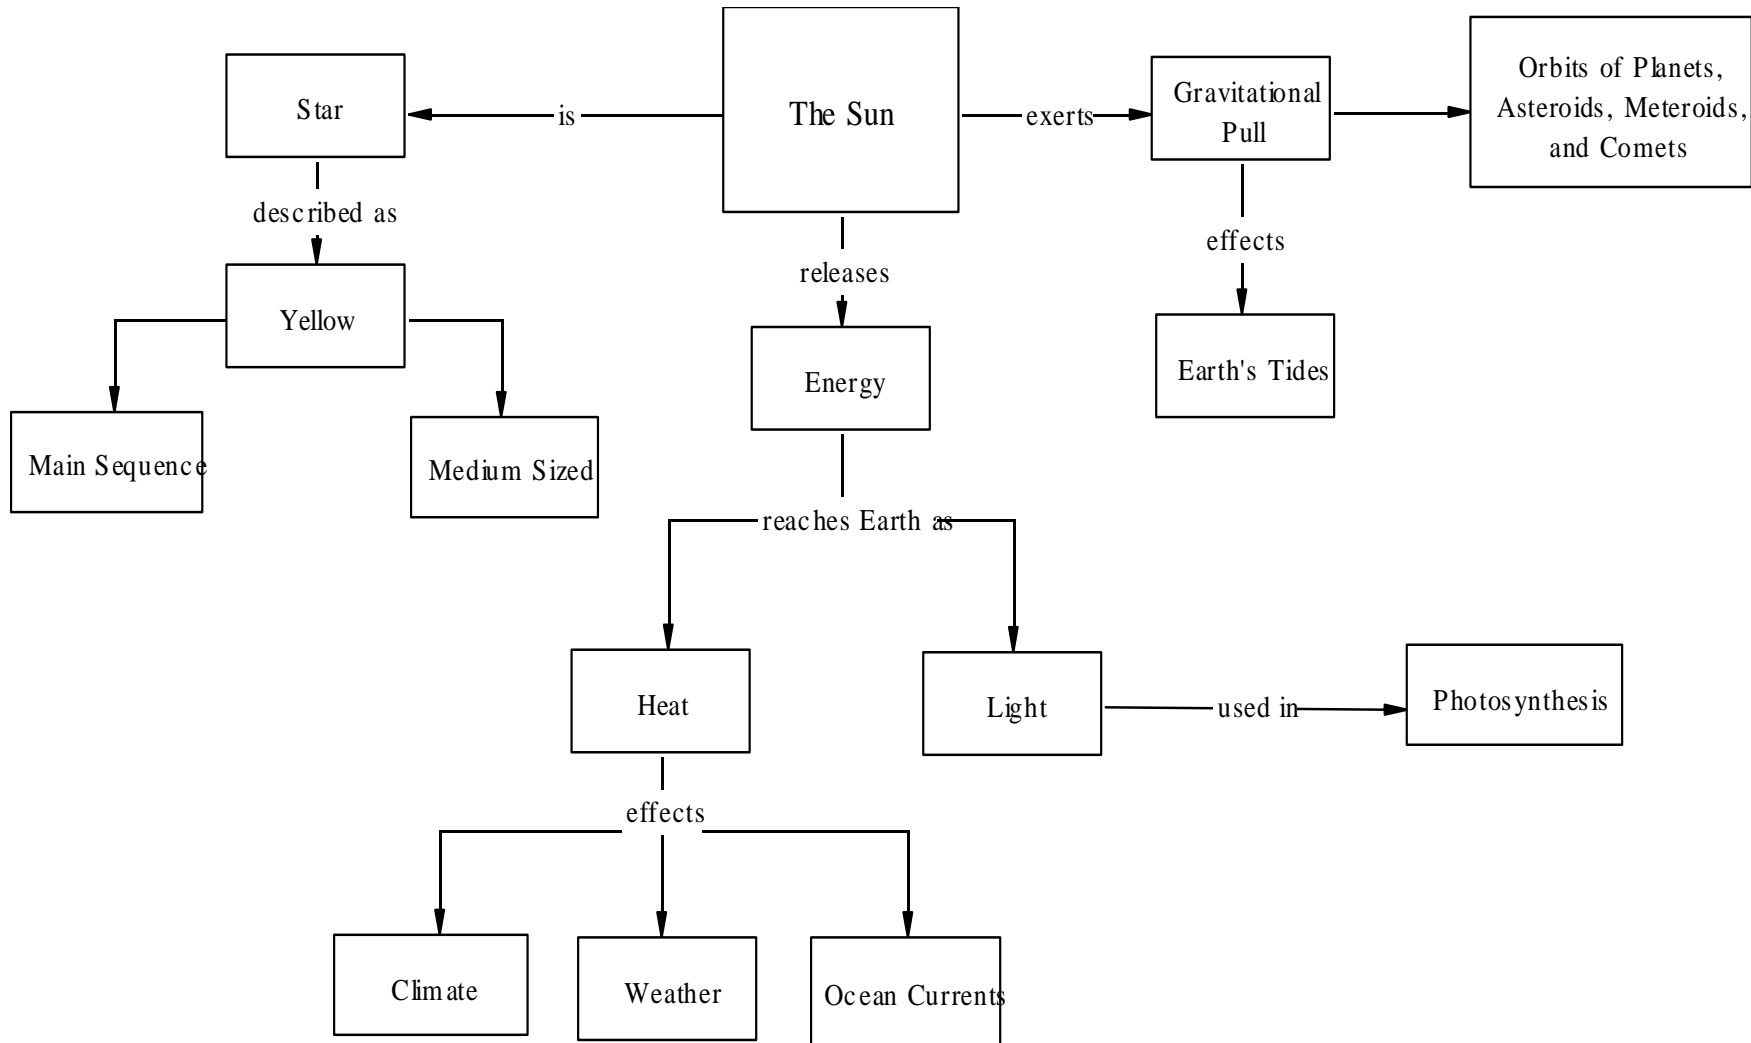 The Sun
is
Star
described as
Yellow
Main Sequence
Medium Sized
releases
Energy
reaches Earth as
Heat
effects
Climate
Weather
Ocean Currents
Light
used in
Photosynthesis
exerts
Gravitational
Pull
effects
Earth's Tides
Orbits of Planets,
Asteroids, Meteroids,
and Comets